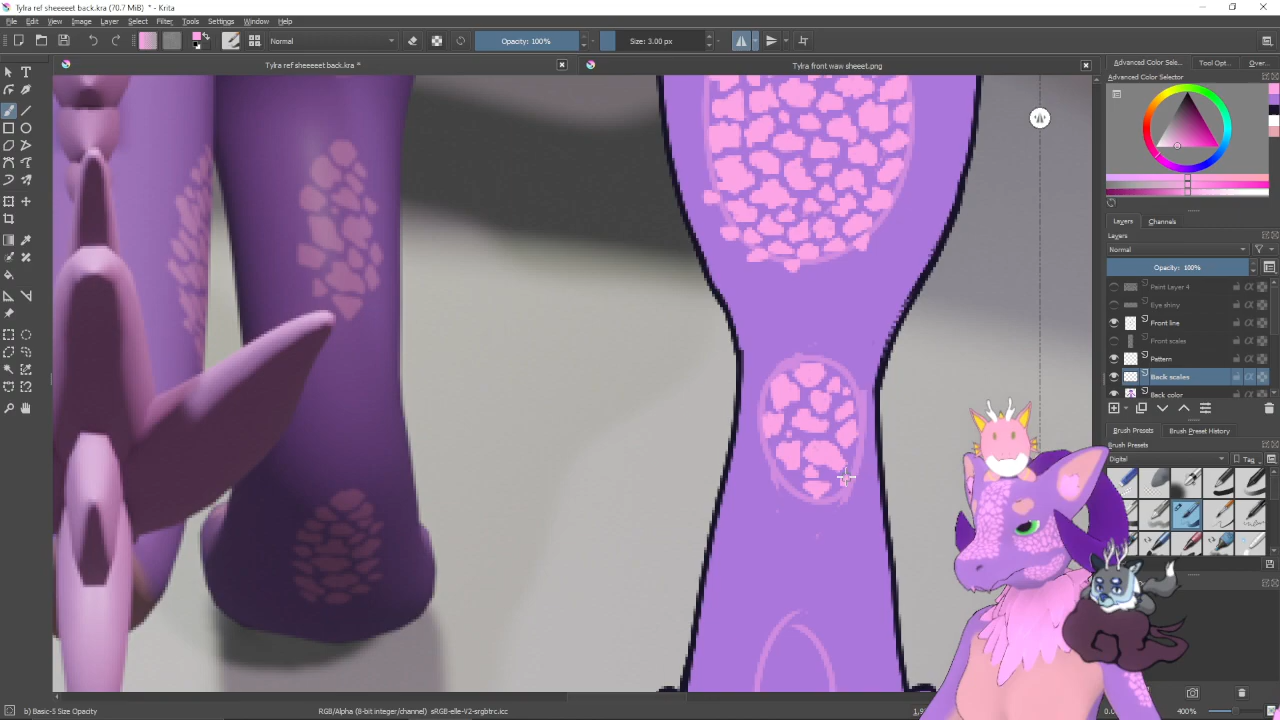 Tylra ref sheeeeet back.kra (70.7 MiB) * - Krita
File Edit View Image Layer Select Filter Tools Settings Window Help
Normal Opacity: 100% Size: 3.00 px
Tylra ref sheeeeet back.kra * Tylra front waw sheeet.png
Advanced Color Sele... Tool Opt... Over...
Advanced Color Selector
Layers Channels
Layers
Normal
Opacity: 100%
Paint Layer 4
Eye shiny
Front line
Front scales
Pattern
Back scales
Back color
Brush Presets Brush Preset History
Brush Presets
Digital Tag
b) Basic-5 Size Opacity RGB/Alpha (8-bit integer/channel) sRGB-elle-V2-srgbtrc.icc 400%